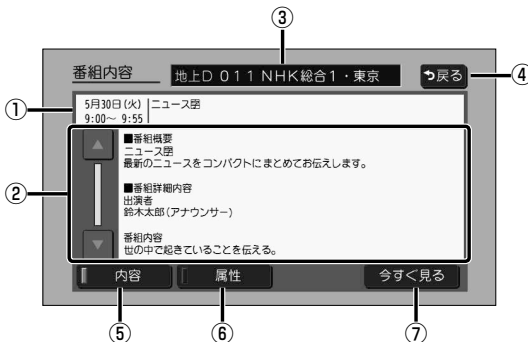 ③
番組内容
地上D 011 NHK総合1・東京
戻る
④
①
5月30日(火)
ニュース閉
9:00～ 9:55
②
■番組概要
ニュース閉
最新のニュースをコンパクトにまとめてお伝えします。
■番組詳細内容
出演者
鈴木太郎(アナウンサー)
番組内容
世の中で起きていることを伝える。
内容
属性
今すぐ見る
⑤
⑥
⑦